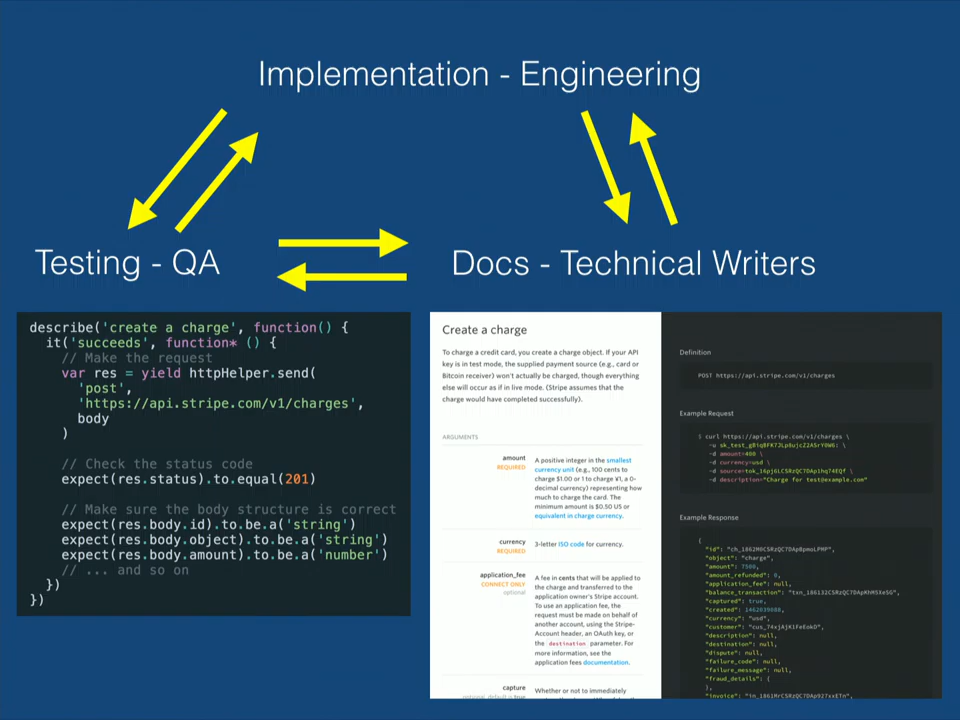 Implementation - Engineering
Testing - QA
Docs - Technical Writers
describe('create a charge', function() {
it('succeeds', function* () {
// Make the request
var res = yield httpHelper.send(
'post',
'https://api.stripe.com/v1/charges',
body
)
// Check the status code
expect(res.status).to.equal(201)
// Make sure the body structure is correct
expect(res.body.id).to.be.a('string')
expect(res.body.object).to.be.a('string')
expect(res.body.amount).to.be.a('number')
// ... and so on
})
})
Create a charge
To charge a credit card, you create a charge object. If your API
key is in test mode, the supplied payment source (e.g., card or
Bitcoin receiver) won't actually be charged, though everything
else will occur as if in live mode. (Stripe assumes that the
charge would have completed successfully).
ARGUMENTS
amount
REQUIRED
A positive integer in the smallest
currency unit (e.g., 100 cents to
charge $1.00 or 1 to charge ¥1, a 0-
decimal currency) representing how
much to charge the card. The
minimum amount is $0.50 US or
equivalent in charge currency.
currency
REQUIRED
3-letter ISO code for currency.
application_fee
CONNECT ONLY
optional
A fee in cents that will be applied to
the charge and transferred to the
application owner's Stripe account.
To use an application fee, the
request must be made on behalf of
another account, using the Stripe-
Account header, an OAuth key, or
the destination parameter. For
more information, see the
application fees documentation.
capture
optional, default is true
Whether or not to immediately
Definition
POST https://api.stripe.com/v1/charges
Example Request
$ curl https://api.stripe.com/v1/charges \
-d amount=400 \
-d currency=usd \
-d description="Charge for test@example.com"
Example Response
{
"object": "charge",
"amount": 7500,
"amount_refunded": 0,
"application_fee": null,
"captured": true,
"currency": "usd",
"description": null,
"destination": null,
"dispute": null,
"failure_code": null,
"failure_message": null,
"fraud_details": {
},